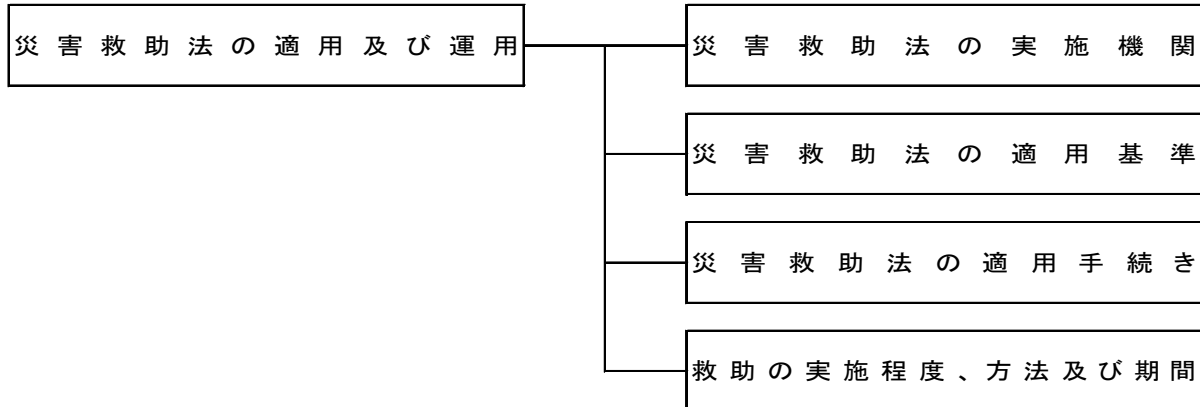 災害救助法の適用及び運用
災害救助法の実施機関
災害救助法の適用基準
災害救助法の適用手続き
救助の実施程度、方法及び期間